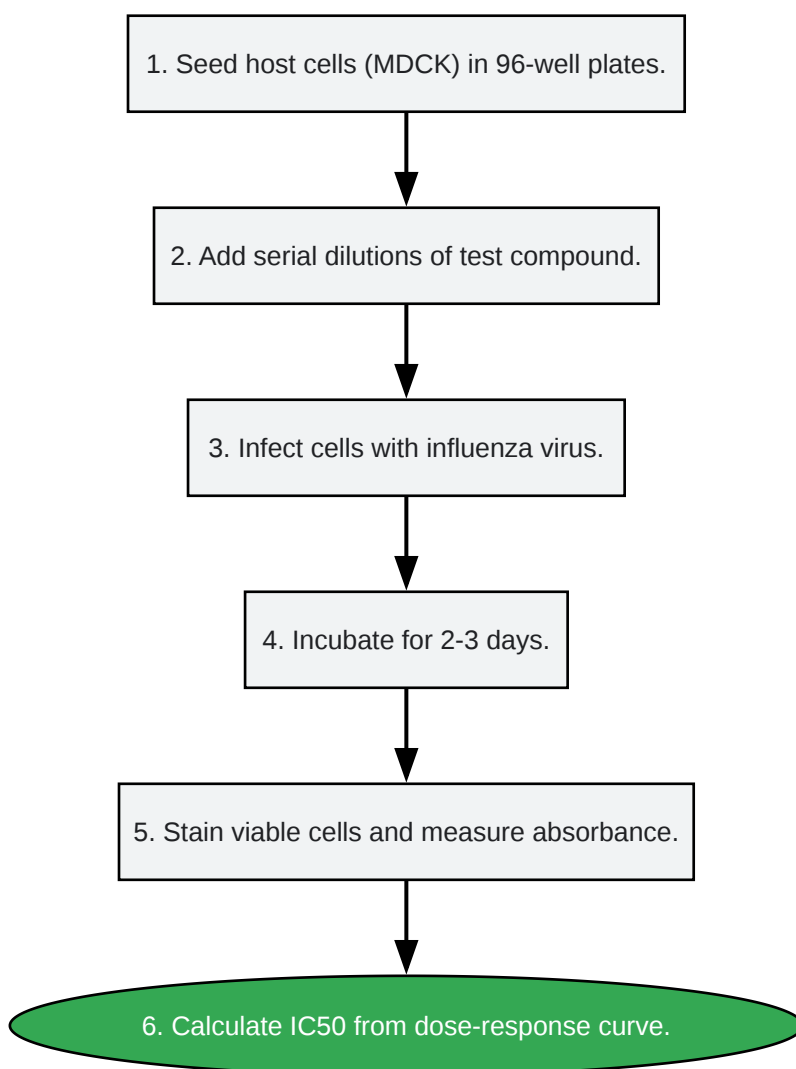 1. Seed host cells (MDCK) in 96-well plates.
2. Add serial dilutions of test compound.
3. Infect cells with influenza virus.
4. Incubate for 2-3 days.
5. Stain viable cells and measure absorbance.
6. Calculate IC50 from dose-response curve.